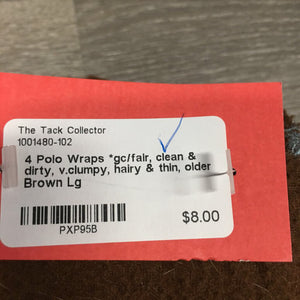 The Tack Collector
1001480-102
4 Polo Wraps *gc/fair, clean &
dirty, v.clumpy, hairy & thin, older
Brown Lg
$8.00
PXP95B